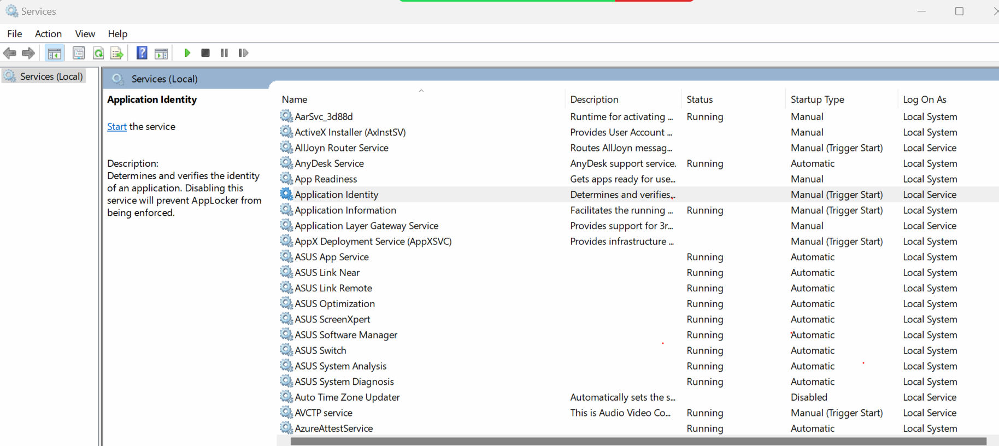 Services
File Action View Help
Services (Local)
Services (Local)
Application Identity
Start the service
Description:
Determines and verifies the identity
of an application. Disabling this
service will prevent AppLocker from
being enforced.
Name Description Status Startup Type Log On As
AarSvc_3d88d Runtime for activating ... Running Manual Local System
ActiveX Installer (AxInstSV) Provides User Account ... Manual Local System
AllJoyn Router Service Routes AllJoyn messag... Manual (Trigger Start) Local Service
AnyDesk Service AnyDesk support service. Running Automatic Local System
App Readiness Gets apps ready for use... Manual Local System
Application Identity Determines and verifies... Manual (Trigger Start) Local Service
Application Information Facilitates the running ... Running Manual (Trigger Start) Local System
Application Layer Gateway Service Provides support for 3r... Manual Local Service
AppX Deployment Service (AppXSVC) Provides infrastructure ... Manual (Trigger Start) Local System
ASUS App Service Running Automatic Local System
ASUS Link Near Running Automatic Local System
ASUS Link Remote Running Automatic Local System
ASUS Optimization Running Automatic Local System
ASUS ScreenXpert Running Automatic Local System
ASUS Software Manager Running Automatic Local System
ASUS Switch Running Automatic Local System
ASUS System Analysis Running Automatic Local System
ASUS System Diagnosis Running Automatic Local System
Auto Time Zone Updater Automatically sets the s... Disabled Local Service
AVCTP service This is Audio Video Co... Running Manual (Trigger Start) Local Service
AzureAttestService Running Automatic Local System